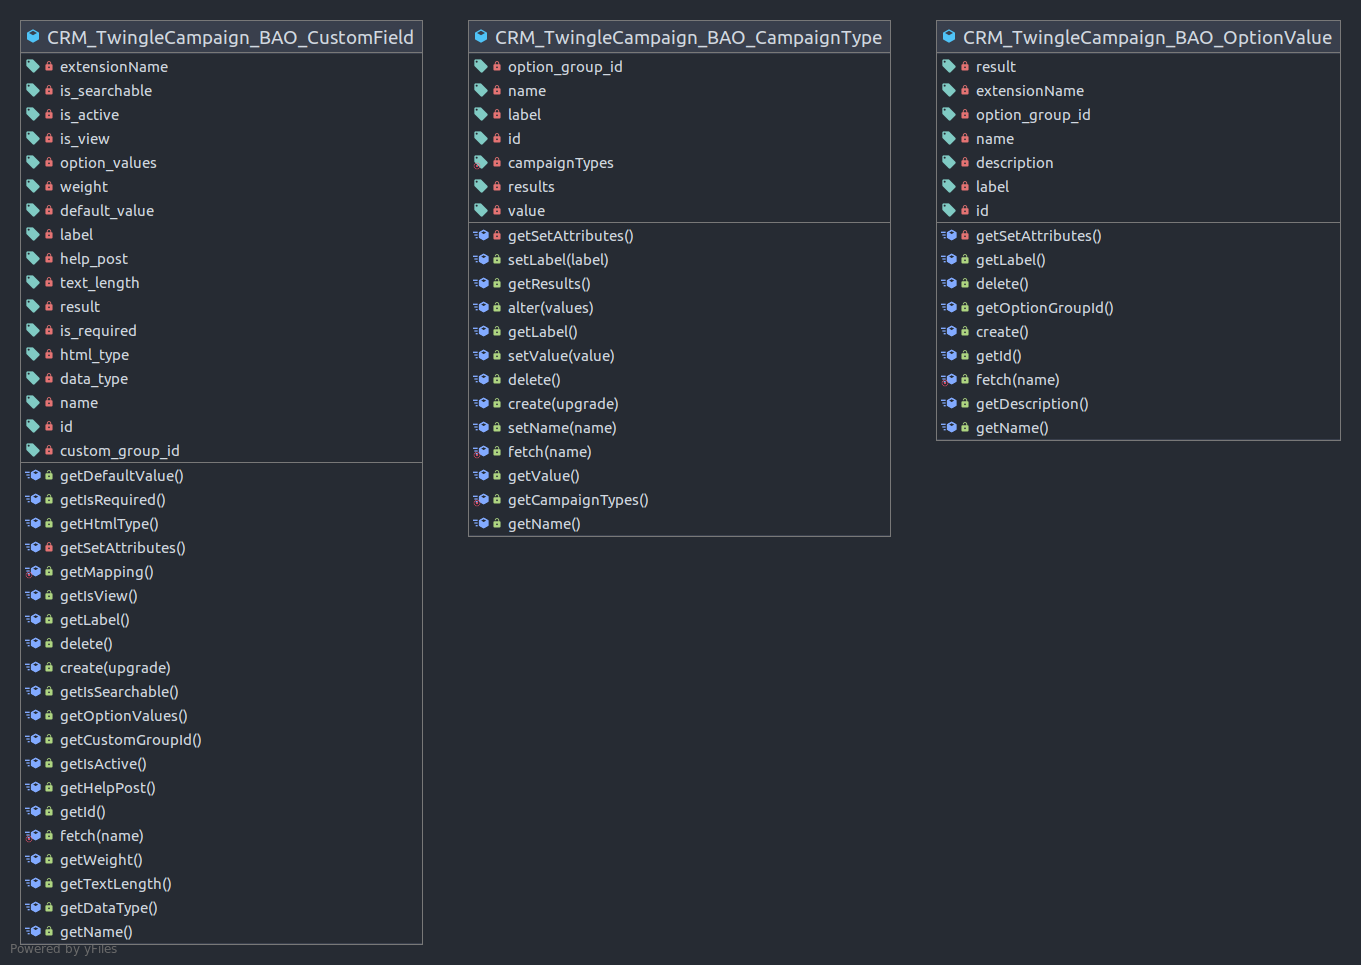 CRM_TwingleCampaign_BAO_CustomField
extensionName
is_searchable
is_active
is_view
option_values
weight
default_value
label
help_post
text_length
result
is_required
html_type
data_type
name
id
custom_group_id
getDefaultValue()
getIsRequired()
getHtmlType()
getSetAttributes()
getMapping()
getIsView()
getLabel()
delete()
create(upgrade)
getIsSearchable()
getOptionValues()
getCustomGroupId()
getIsActive()
getHelpPost()
getId()
fetch(name)
getWeight()
getTextLength()
getDataType()
getName()
CRM_TwingleCampaign_BAO_CampaignType
option_group_id
name
label
id
campaignTypes
results
value
getSetAttributes()
setLabel(label)
getResults()
alter(values)
getLabel()
setValue(value)
delete()
create(upgrade)
setName(name)
fetch(name)
getValue()
getCampaignTypes()
getName()
CRM_TwingleCampaign_BAO_OptionValue
result
extensionName
option_group_id
name
description
label
id
getSetAttributes()
getLabel()
delete()
getOptionGroupId()
create()
getId()
fetch(name)
getDescription()
getName()
Powered by yFiles